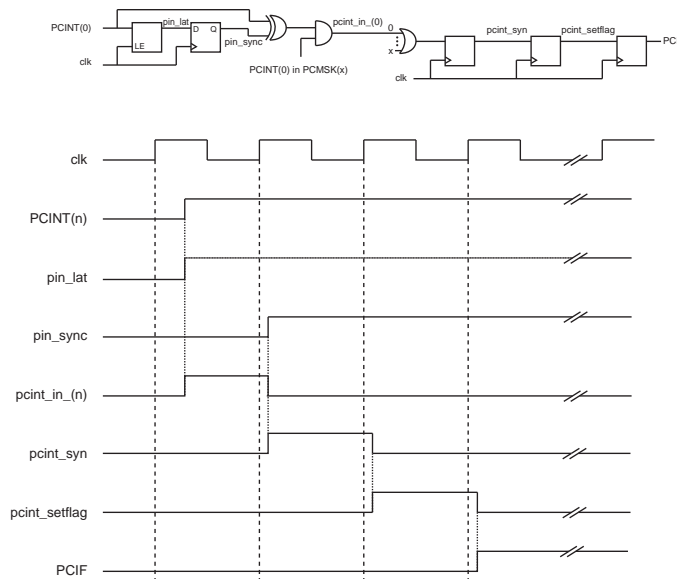 PCINT(0)
pin_lat
LE
D Q
pin_sync
clk
PCINT(0) in PCMSK(x)
pcint_in_(0)
0
x
clk
pcint_syn
pcint_setflag
PC
clk
PCINT(n)
pin_lat
pin_sync
pcint_in_(n)
pcint_syn
pcint_setflag
PCIF